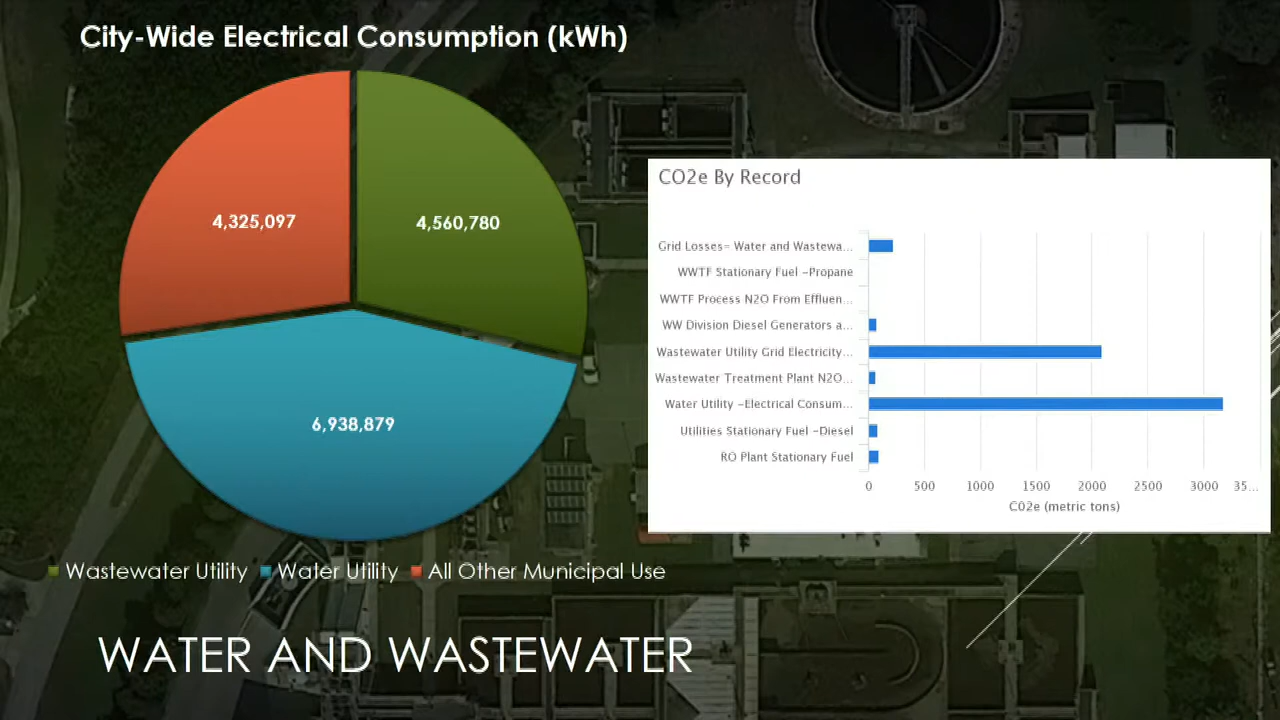 City-Wide Electrical Consumption (kWh)
4,325,097
4,560,780
6,938,879
Wastewater Utility Water Utility All Other Municipal Use
WATER AND WASTEWATER
CO2e By Record
Grid Losses= Water and Wastewa...
WWTF Stationary Fuel -Propane
WWTF Process N2O From Effluen...
WW Division Diesel Generators a...
Wastewater Utility Grid Electricity...
Wastewater Treatment Plant N2O...
Water Utility -Electrical Consum...
Utilities Stationary Fuel -Diesel
RO Plant Stationary Fuel
0 500 1000 1500 2000 2500 3000 35...
CO2e (metric tons)